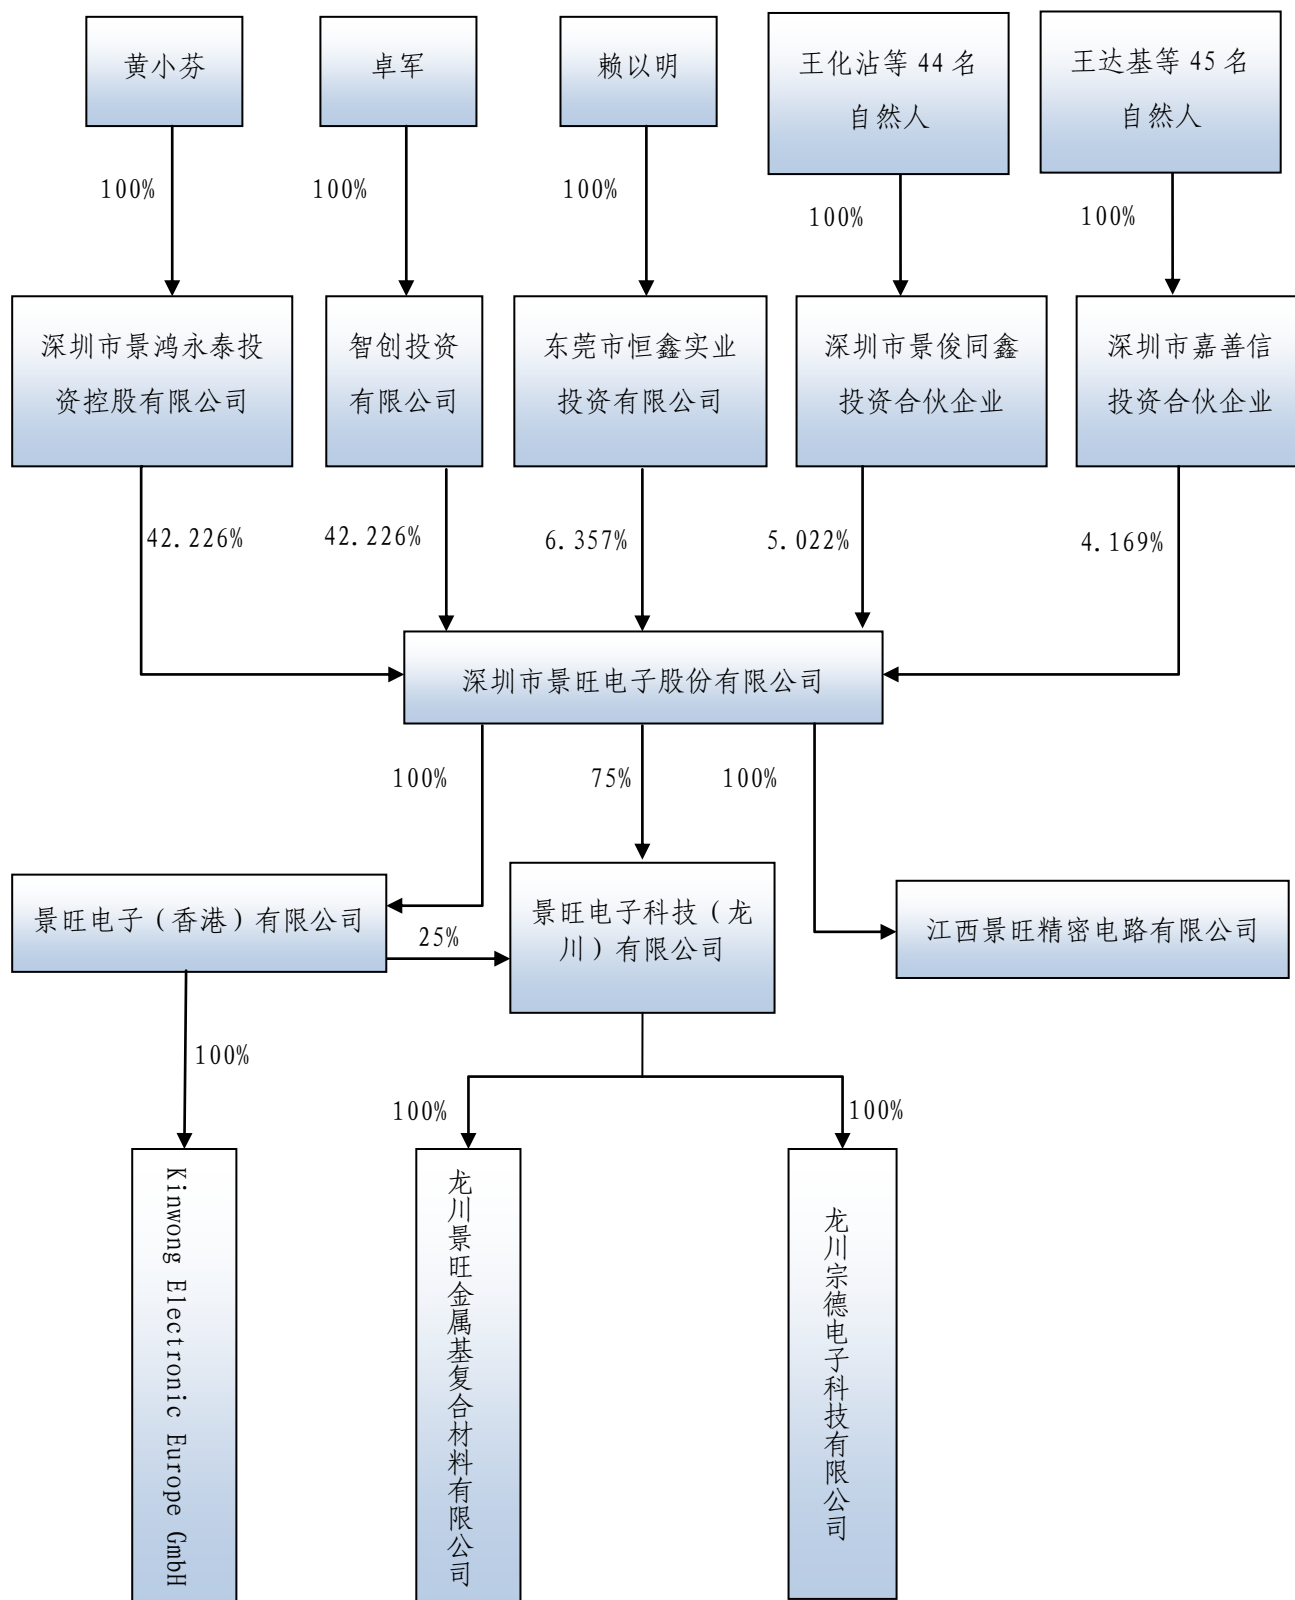 黄小芬
卓军
赖以明
王化沾等 44 名
自然人
王达基等 45 名
自然人
100%
100%
100%
100%
100%
深圳市景鸿永泰投
资控股有限公司
智创投资
有限公司
东莞市恒鑫实业
投资有限公司
深圳市景俊同鑫
投资合伙企业
深圳市嘉善信
投资合伙企业
42.226%
42.226%
6.357%
5.022%
4.169%
深圳市景旺电子股份有限公司
100%
75%
100%
景旺电子（香港）有限公司
25%
景旺电子科技（龙
川）有限公司
江西景旺精密电路有限公司
100%
100%
100%
Kinwong Electronic Europe GmbH
龙川景旺金属基复合材料有限公司
龙川宗德电子科技有限公司